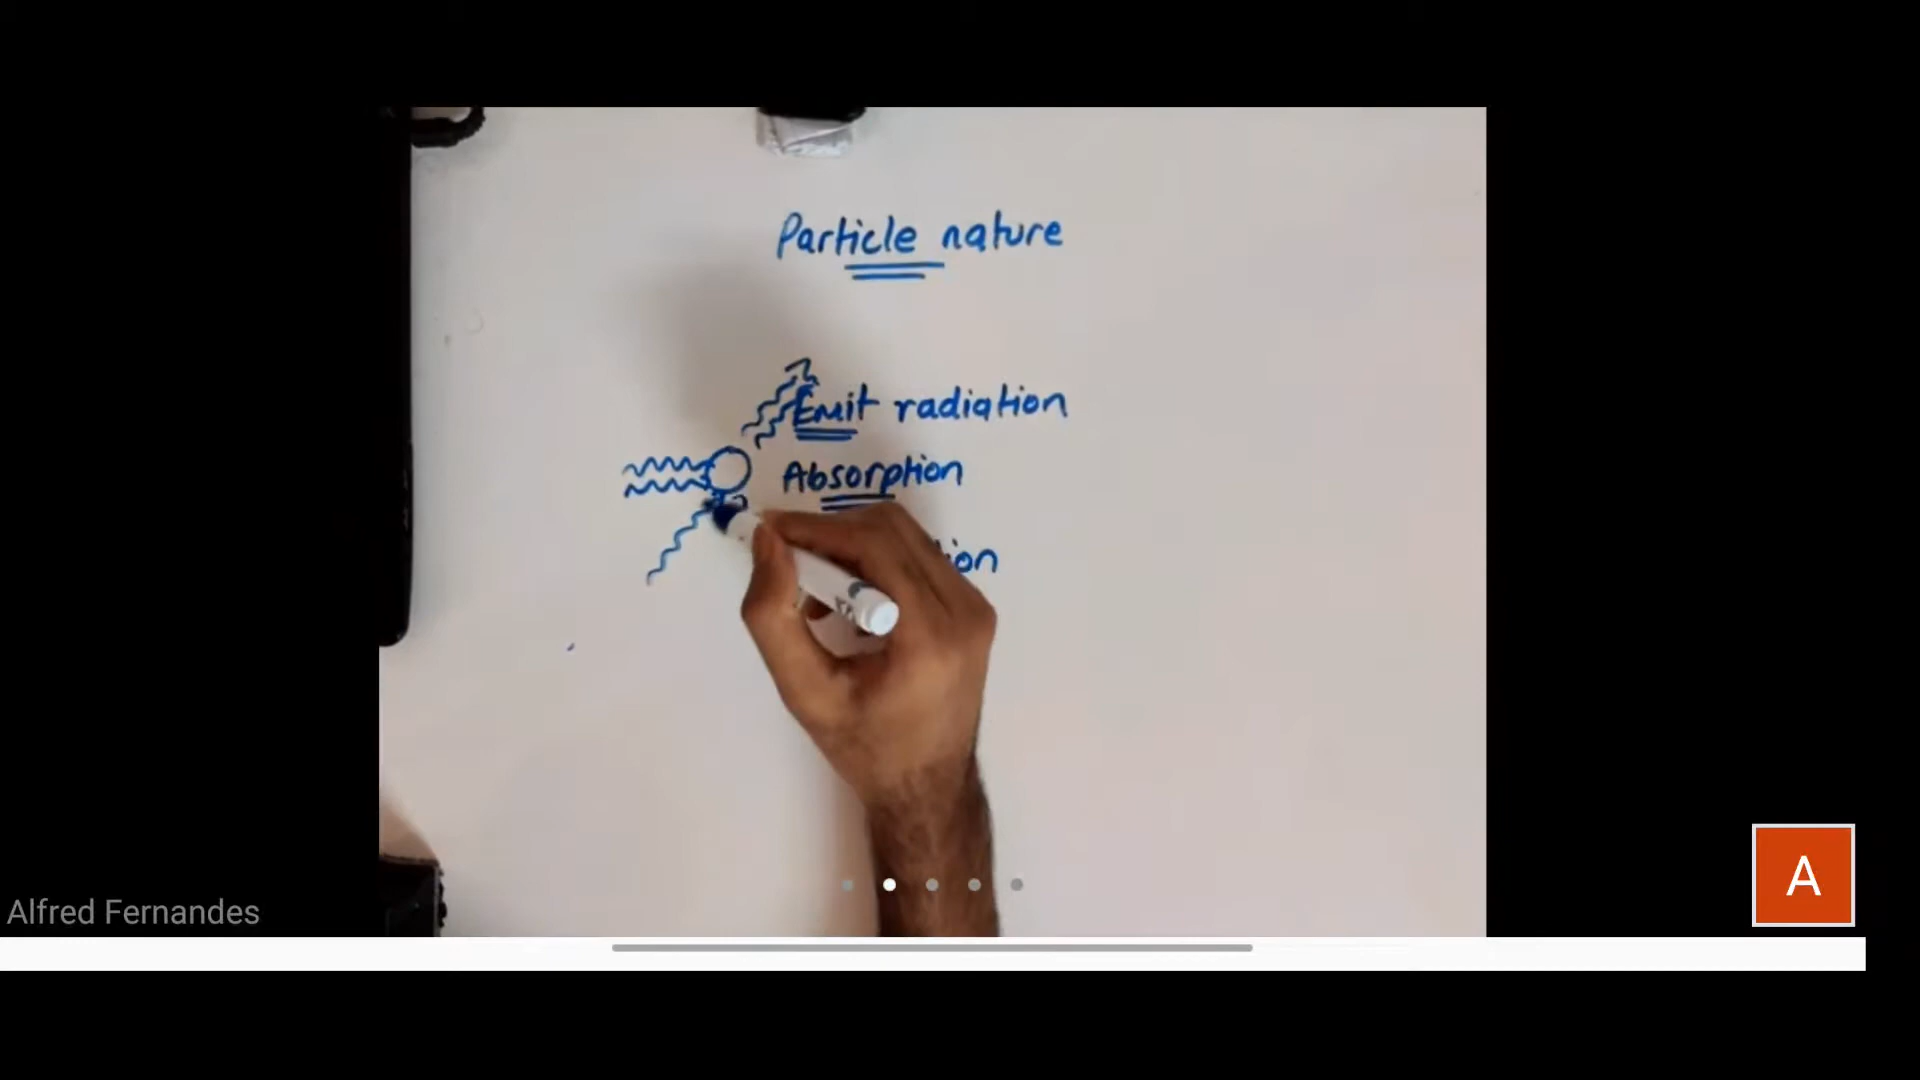 Particle nature
Emit radiation
Absorption
Alfred Fernandes
A